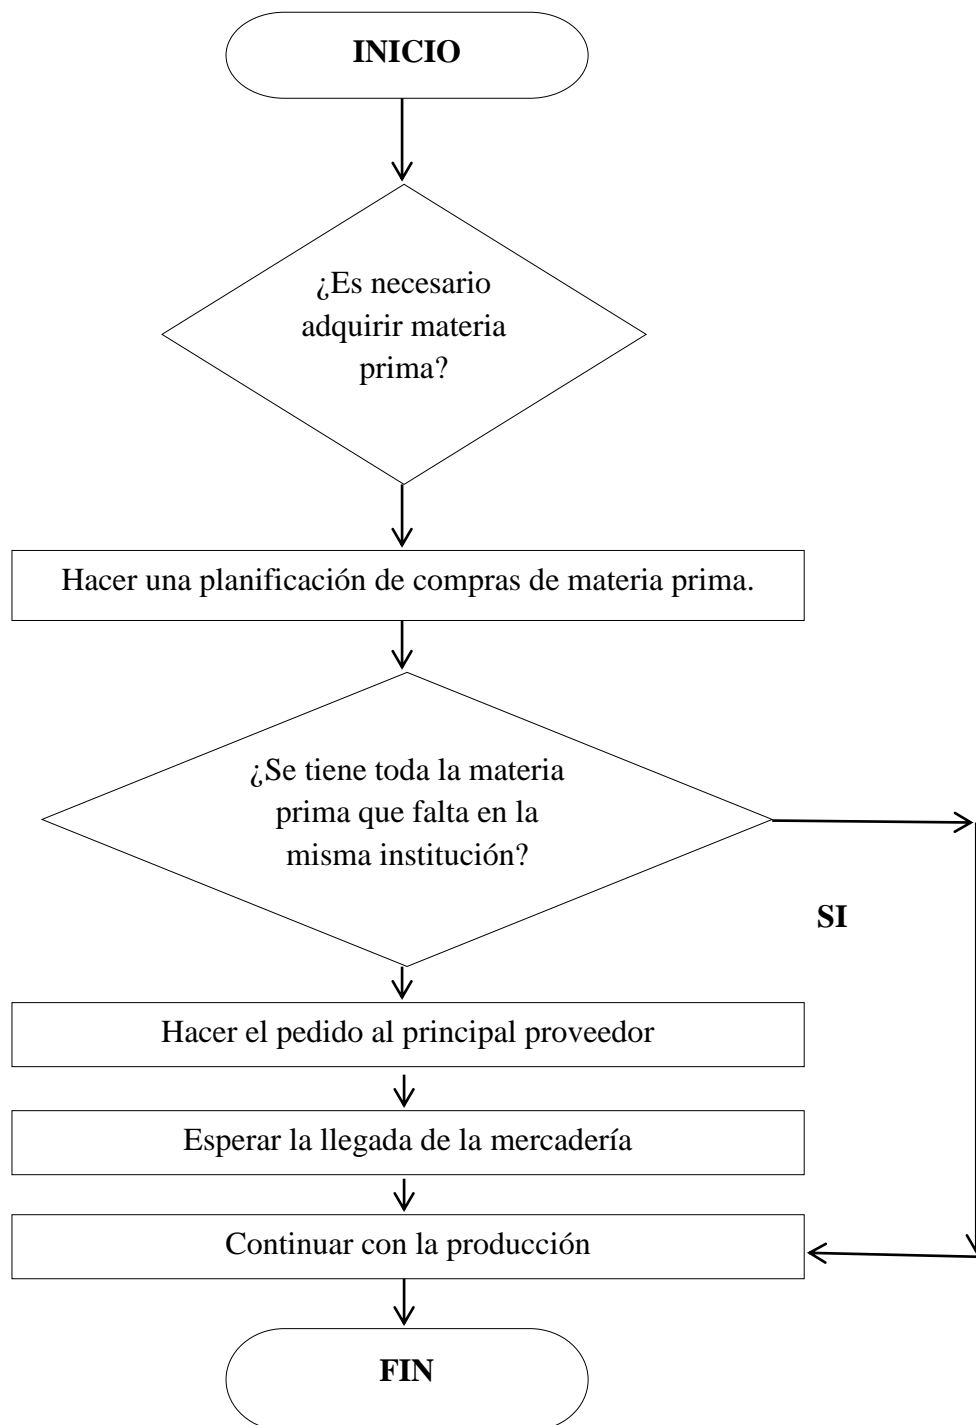 INICIO
¿Es necesario
adquirir materia
prima?
Hacer una planificación de compras de materia prima.
¿Se tiene toda la materia
prima que falta en la
misma institución?
SI
Hacer el pedido al principal proveedor
Esperar la llegada de la mercadería
Continuar con la producción
FIN